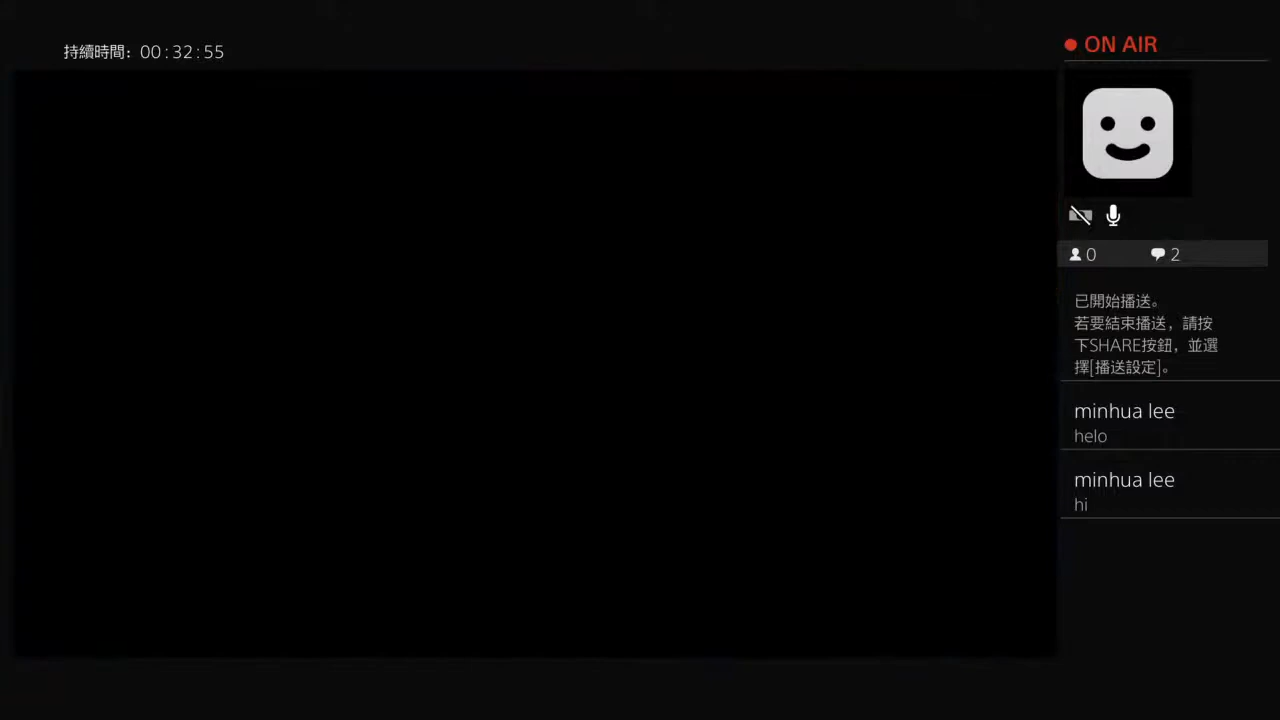 持續時間: 00:32:55
ON AIR
0 2
已開始播送。
若要結束播送，請按
下SHARE按鈕，並選
擇[播送設定]。
minhua lee
helo
minhua lee
hi